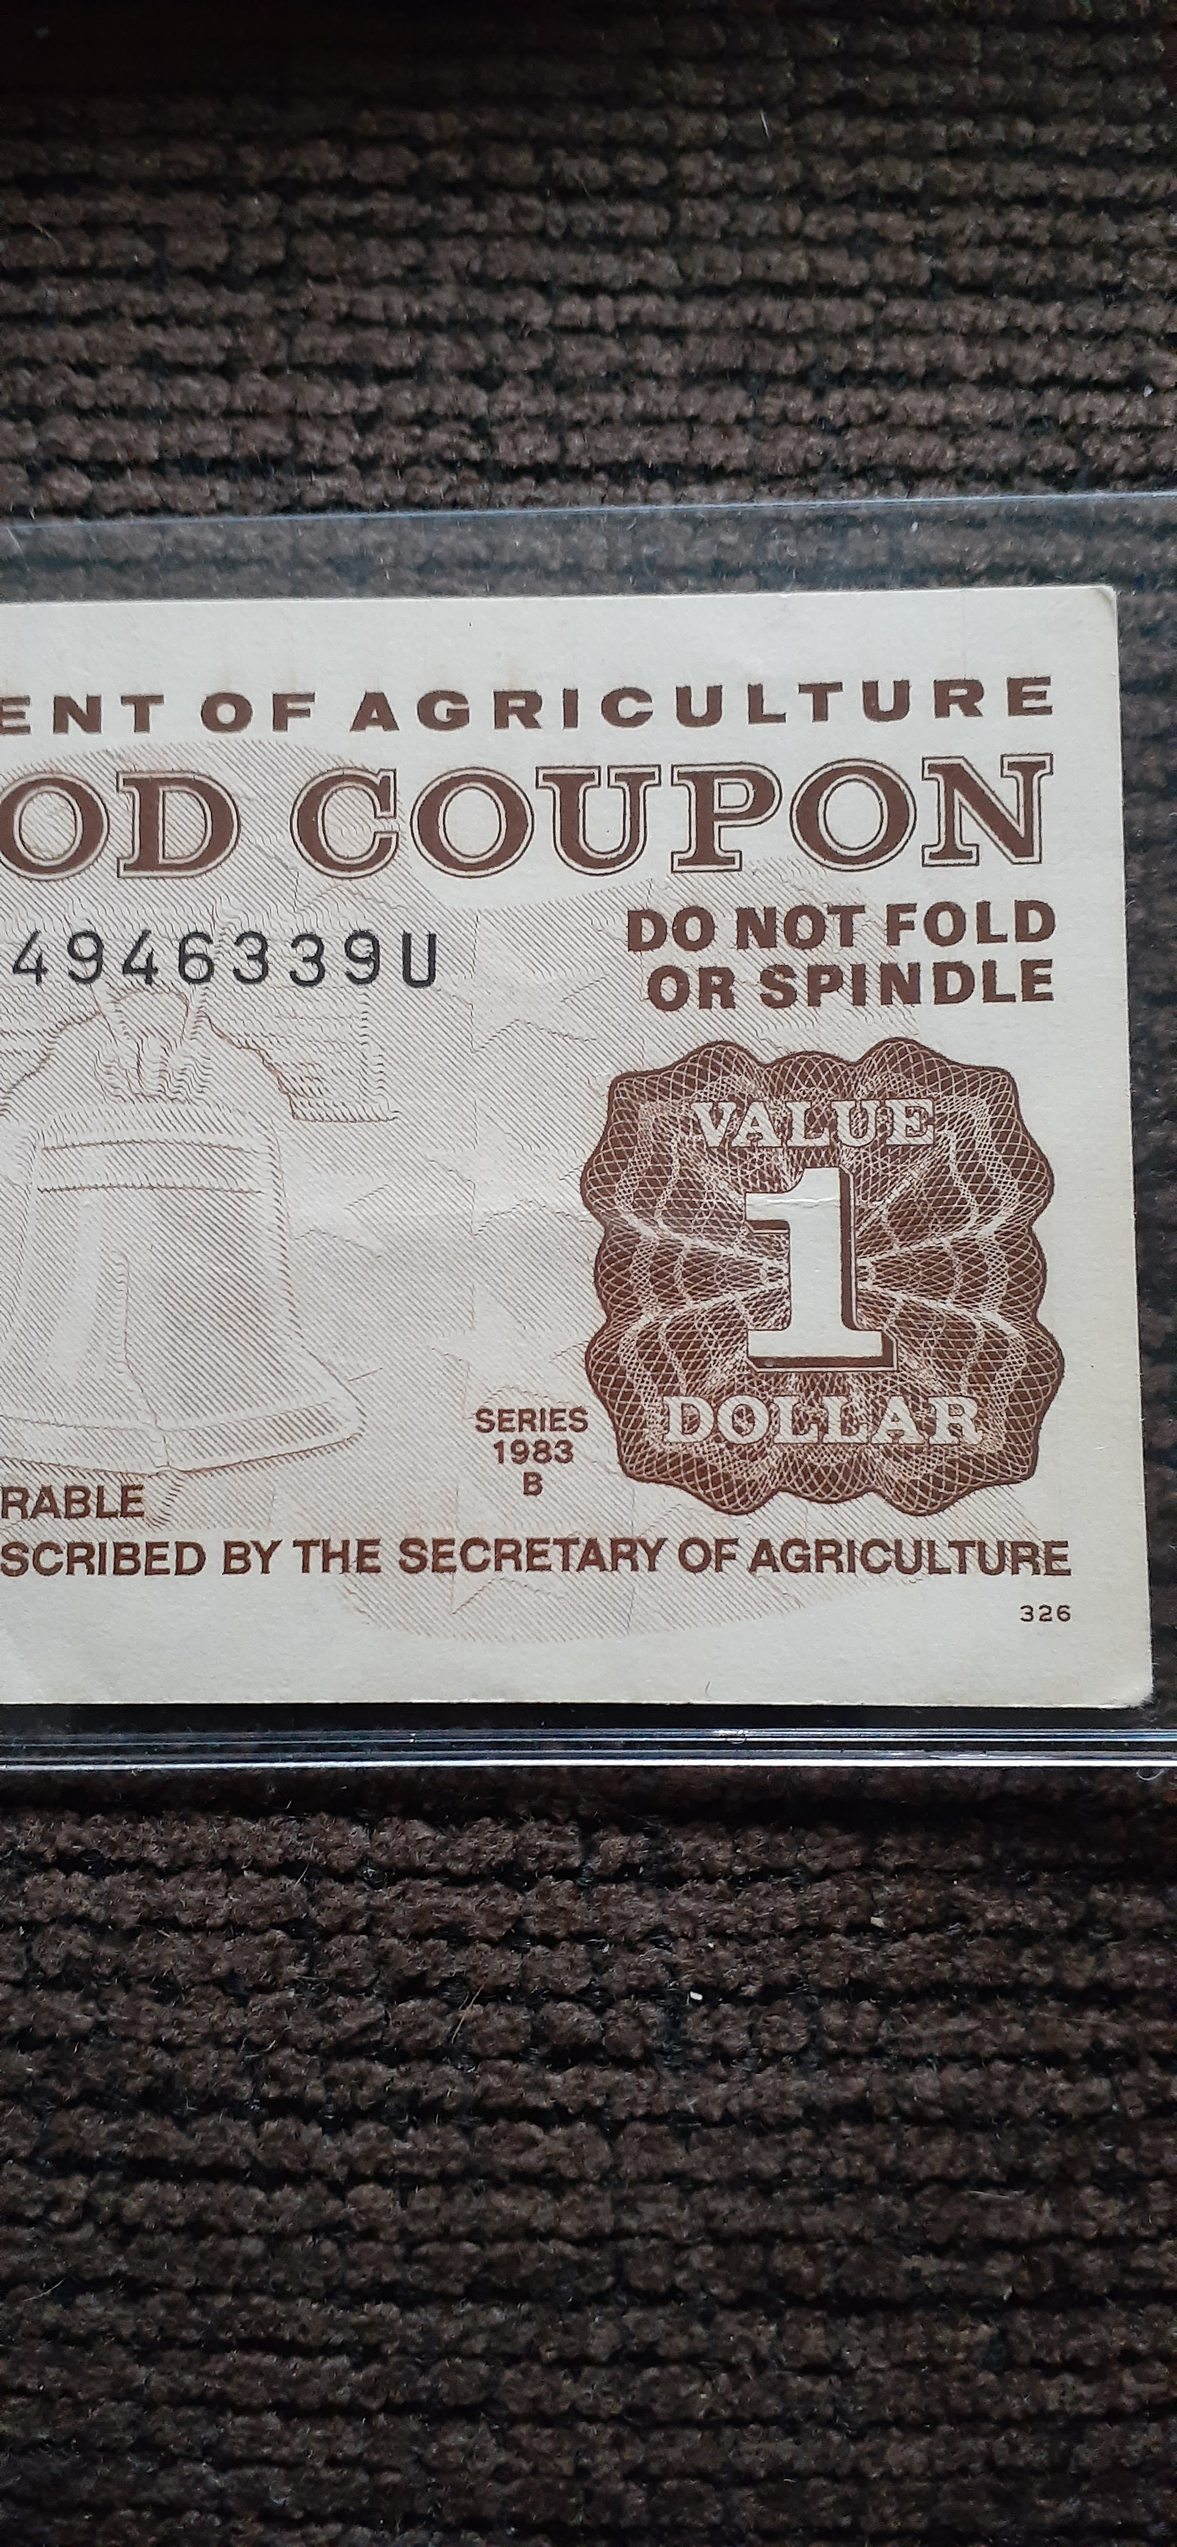 ENT OF AGRICULTURE
OD COUPON
4946339U
DO NOT FOLD
OR SPINDLE
VALUE
1
DOLLAR
SERIES
1983
B
RABLE
SCRIBED BY THE SECRETARY OF AGRICULTURE
326